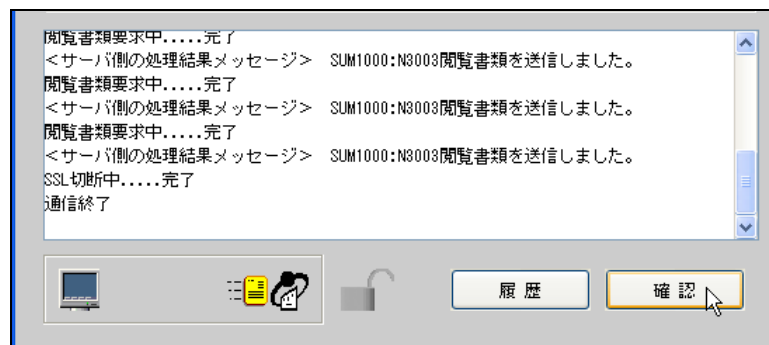 閲覧書類要求中.....完了
<サーバ側の処理結果メッセージ>　SUM1000:N3003閲覧書類を送信しました。
閲覧書類要求中.....完了
<サーバ側の処理結果メッセージ>　SUM1000:N3003閲覧書類を送信しました。
閲覧書類要求中.....完了
<サーバ側の処理結果メッセージ>　SUM1000:N3003閲覧書類を送信しました。
SSL切断中.....完了
通信終了
履歴
確認